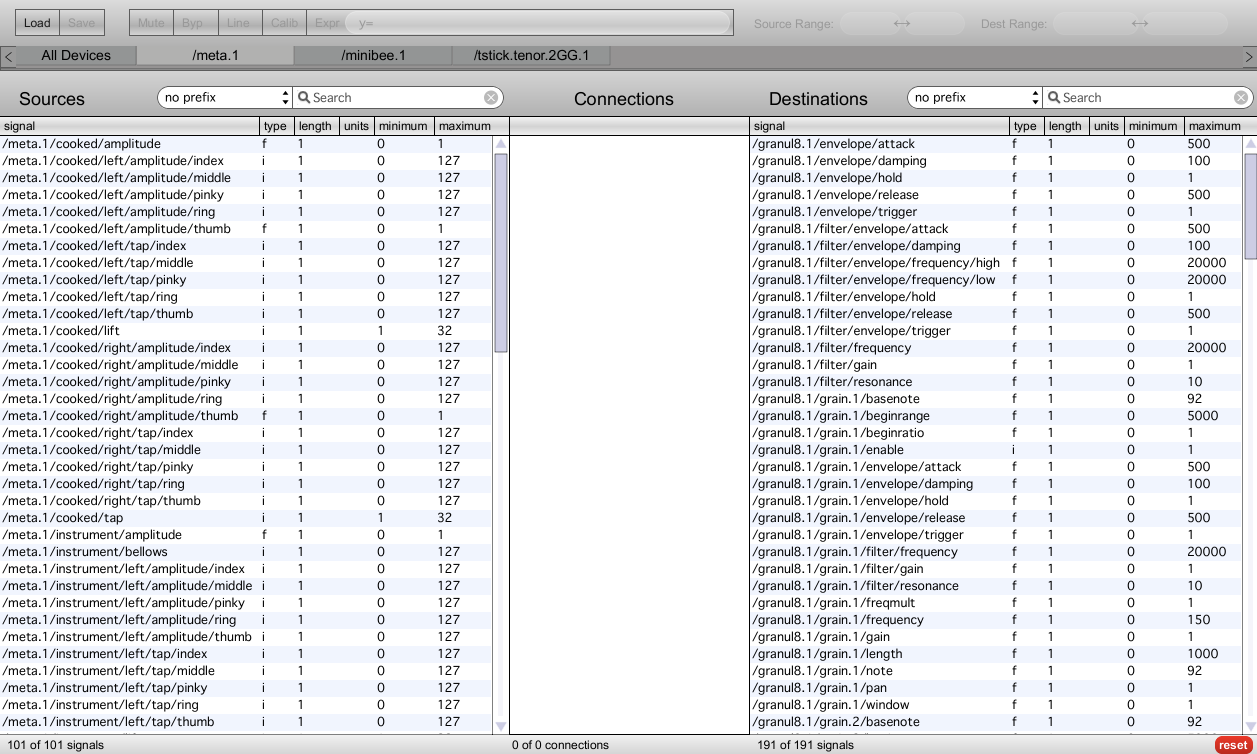 Load Save Mute Byp Line Calib Expr y= Source Range: Dest Range:
All Devices /meta.1 /minibee.1 /tstick.tenor.2GG.1
Sources no prefix Search Connections Destinations no prefix Search
signal type length units minimum maximum signal type length units minimum maximum
/meta.1/cooked/amplitude f 1 0 1 /granul8.1/envelope/attack f 1 0 500
/meta.1/cooked/left/amplitude/index i 1 0 127 /granul8.1/envelope/damping f 1 0 100
/meta.1/cooked/left/amplitude/middle i 1 0 127 /granul8.1/envelope/hold f 1 0 1
/meta.1/cooked/left/amplitude/pinky i 1 0 127 /granul8.1/envelope/release f 1 0 500
/meta.1/cooked/left/amplitude/ring i 1 0 127 /granul8.1/envelope/trigger f 1 0 1
/meta.1/cooked/left/amplitude/thumb f 1 0 1 /granul8.1/filter/envelope/attack f 1 0 500
/meta.1/cooked/left/tap/index i 1 0 127 /granul8.1/filter/envelope/damping f 1 0 100
/meta.1/cooked/left/tap/middle i 1 0 127 /granul8.1/filter/envelope/frequency/high f 1 0 20000
/meta.1/cooked/left/tap/pinky i 1 0 127 /granul8.1/filter/envelope/frequency/low f 1 0 20000
/meta.1/cooked/left/tap/ring i 1 0 127 /granul8.1/filter/envelope/hold f 1 0 1
/meta.1/cooked/left/tap/thumb i 1 0 127 /granul8.1/filter/envelope/release f 1 0 500
/meta.1/cooked/lift i 1 1 32 /granul8.1/filter/envelope/trigger f 1 0 1
/meta.1/cooked/right/amplitude/index i 1 0 127 /granul8.1/filter/frequency f 1 0 20000
/meta.1/cooked/right/amplitude/middle i 1 0 127 /granul8.1/filter/gain f 1 0 1
/meta.1/cooked/right/amplitude/pinky i 1 0 127 /granul8.1/filter/resonance f 1 0 10
/meta.1/cooked/right/amplitude/ring i 1 0 127 /granul8.1/grain.1/basenote f 1 0 92
/meta.1/cooked/right/amplitude/thumb f 1 0 1 /granul8.1/grain.1/beginrange f 1 0 5000
/meta.1/cooked/right/tap/index i 1 0 127 /granul8.1/grain.1/beginratio f 1 0 1
/meta.1/cooked/right/tap/middle i 1 0 127 /granul8.1/grain.1/enable i 1 0 1
/meta.1/cooked/right/tap/pinky i 1 0 127 /granul8.1/grain.1/envelope/attack f 1 0 500
/meta.1/cooked/right/tap/ring i 1 0 127 /granul8.1/grain.1/envelope/damping f 1 0 100
/meta.1/cooked/right/tap/thumb i 1 0 127 /granul8.1/grain.1/envelope/hold f 1 0 1
/meta.1/cooked/tap i 1 1 32 /granul8.1/grain.1/envelope/release f 1 0 500
/meta.1/instrument/amplitude f 1 0 1 /granul8.1/grain.1/envelope/trigger f 1 0 1
/meta.1/instrument/bellows i 1 0 127 /granul8.1/grain.1/filter/frequency f 1 0 20000
/meta.1/instrument/left/amplitude/index i 1 0 127 /granul8.1/grain.1/filter/gain f 1 0 1
/meta.1/instrument/left/amplitude/middle i 1 0 127 /granul8.1/grain.1/filter/resonance f 1 0 10
/meta.1/instrument/left/amplitude/pinky i 1 0 127 /granul8.1/grain.1/freqmult f 1 0 1
/meta.1/instrument/left/amplitude/ring i 1 0 127 /granul8.1/grain.1/frequency f 1 0 150
/meta.1/instrument/left/amplitude/thumb i 1 0 127 /granul8.1/grain.1/gain f 1 0 1
/meta.1/instrument/left/tap/index i 1 0 127 /granul8.1/grain.1/length f 1 0 1000
/meta.1/instrument/left/tap/middle i 1 0 127 /granul8.1/grain.1/note f 1 0 92
/meta.1/instrument/left/tap/pinky i 1 0 127 /granul8.1/grain.1/pan f 1 0 1
/meta.1/instrument/left/tap/ring i 1 0 127 /granul8.1/grain.1/window f 1 0 1
/meta.1/instrument/left/tap/thumb i 1 0 127 /granul8.1/grain.2/basenote f 1 0 92
101 of 101 signals 0 of 0 connections 191 of 191 signals reset